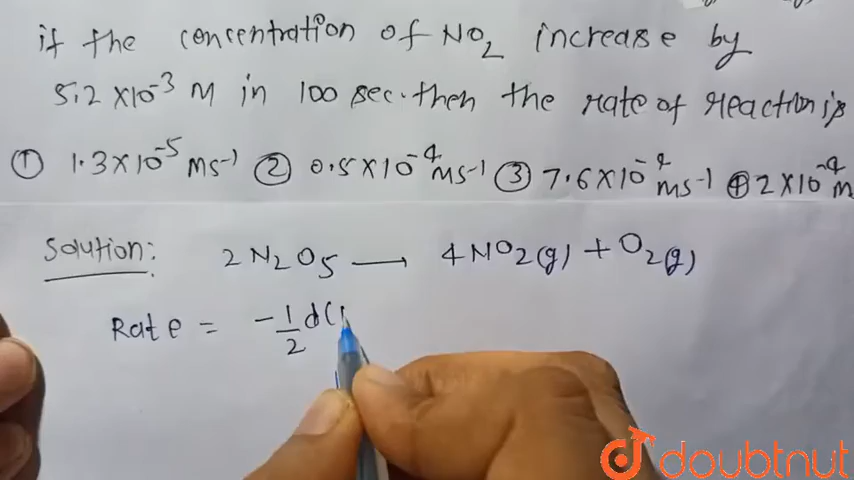 if the concentration of NO2 increase by
5.2 x10-3 M in 100 sec. then the rate of reaction is
① 1.3x10-5 Ms-1 ② 0.5x10-4 Ms-1 ③ 7.6x10-4 Ms-1 ④ 2x10-4 M
Solution: 2N2O5 → 4NO2(g) + O2(g)
Rate = -1/2 d(
doubtnut